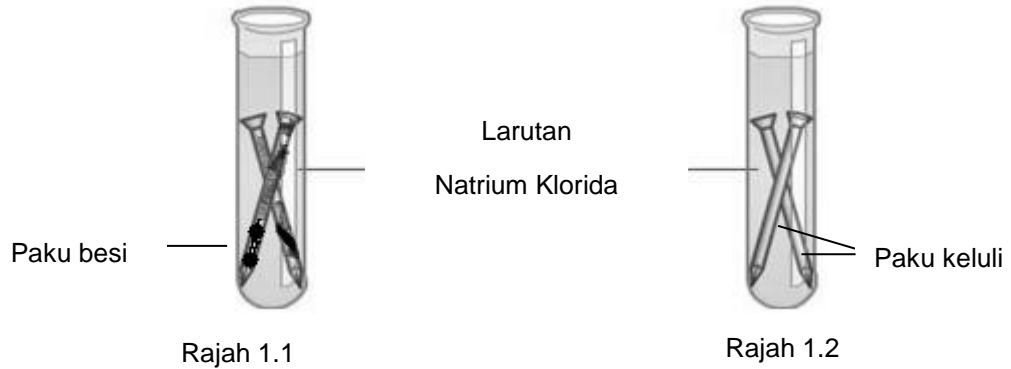 Larutan
Natrium Klorida
Paku besi
Paku keluli
Rajah 1.1
Rajah 1.2